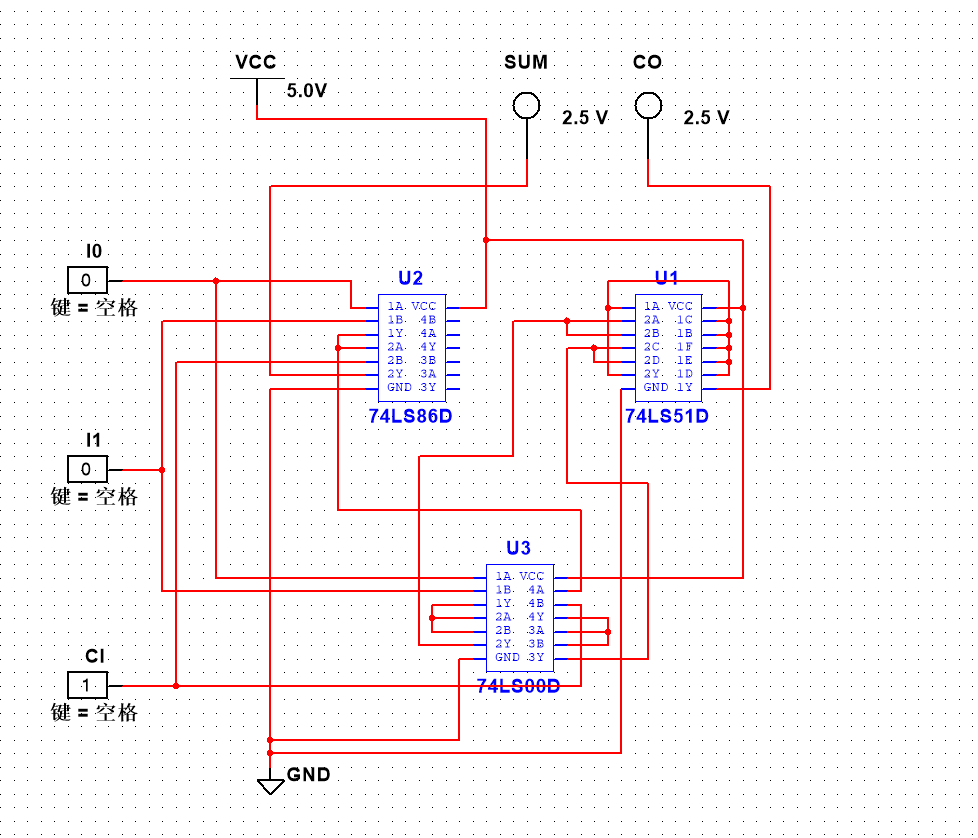 VCC
5.0V
SUM
2.5 V
CO
2.5 V
I0
0
键 = 空格
U2
1A VCC
1B 4B
1Y 4A
2A 4Y
2B 3B
2Y 3A
GND 3Y
74LS86D
U1
1A VCC
2A 1C
2B 1B
2C 1F
2D 1E
2Y 1D
GND 1Y
74LS51D
I1
0
键 = 空格
U3
1A VCC
1B 4A
1Y 4B
2A 4Y
2B 3A
2Y 3B
GND 3Y
74LS00D
CI
1
键 = 空格
GND